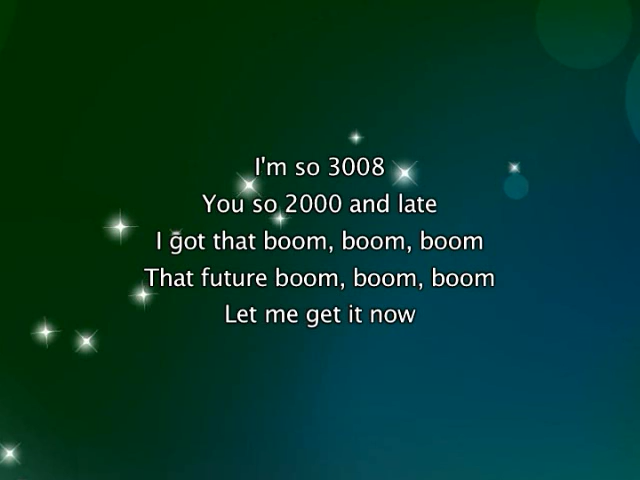 I'm so 3008
You so 2000 and late
I got that boom, boom, boom
That future boom, boom, boom
Let me get it now